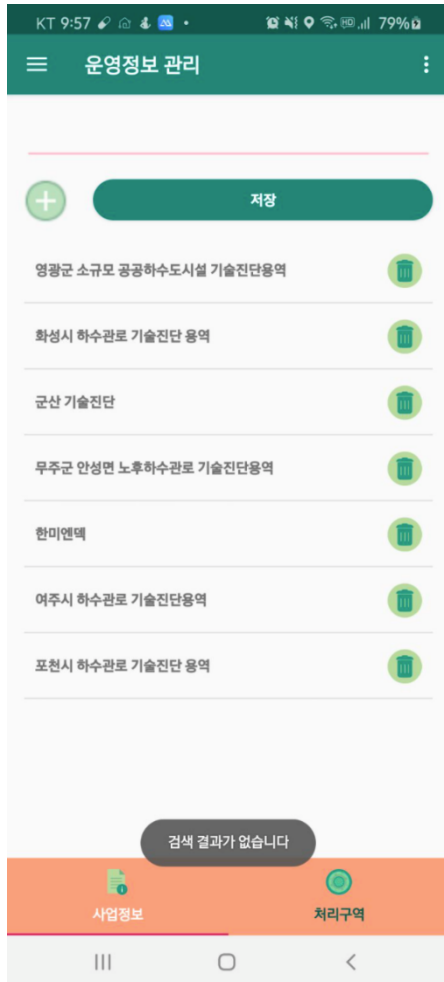 KT 9:57 79%
운영정보 관리
저장
영광군 소규모 공공하수도시설 기술진단용역
화성시 하수관로 기술진단 용역
군산 기술진단
무주군 안성면 노후하수관로 기술진단용역
한미엔덱
여주시 하수관로 기술진단용역
포천시 하수관로 기술진단 용역
검색 결과가 없습니다
사업정보 처리구역